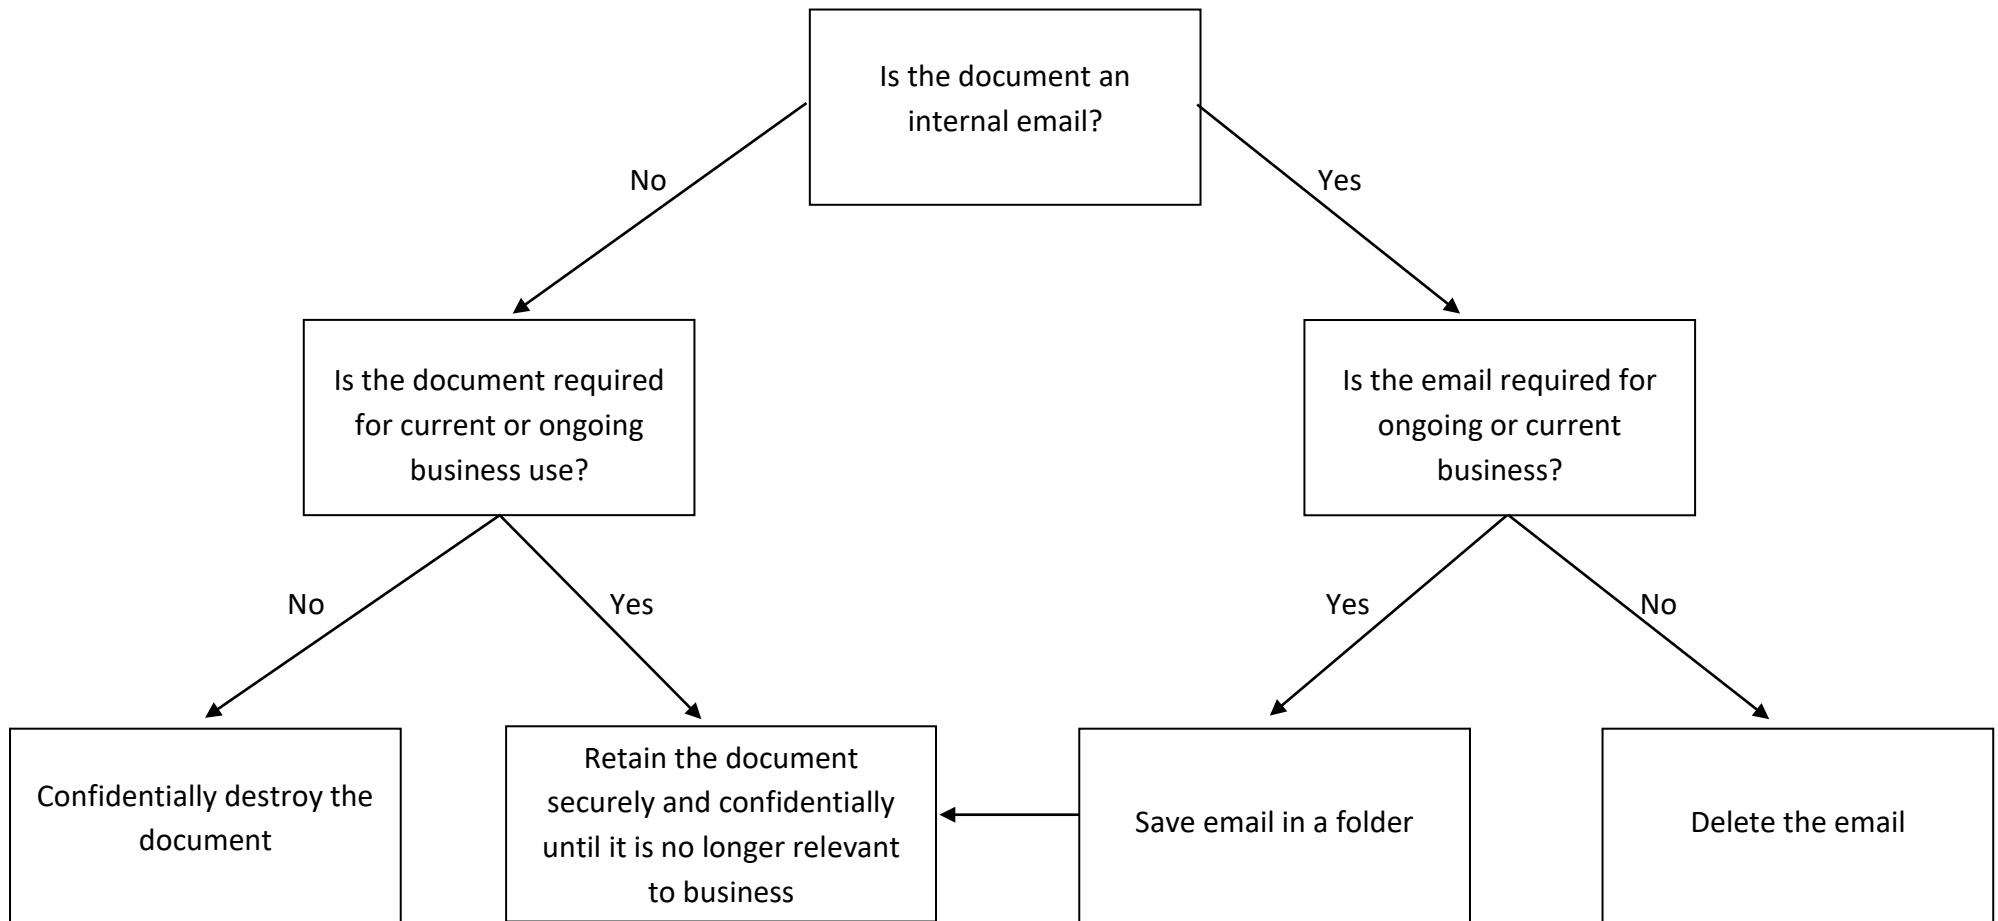 Is the document an
internal email?
No
Yes
Is the document required
for current or ongoing
business use?
Is the email required for
ongoing or current
business?
No
Yes
Yes
No
Confidentially destroy the
document
Retain the document
securely and confidentially
until it is no longer relevant
to business
Save email in a folder
Delete the email